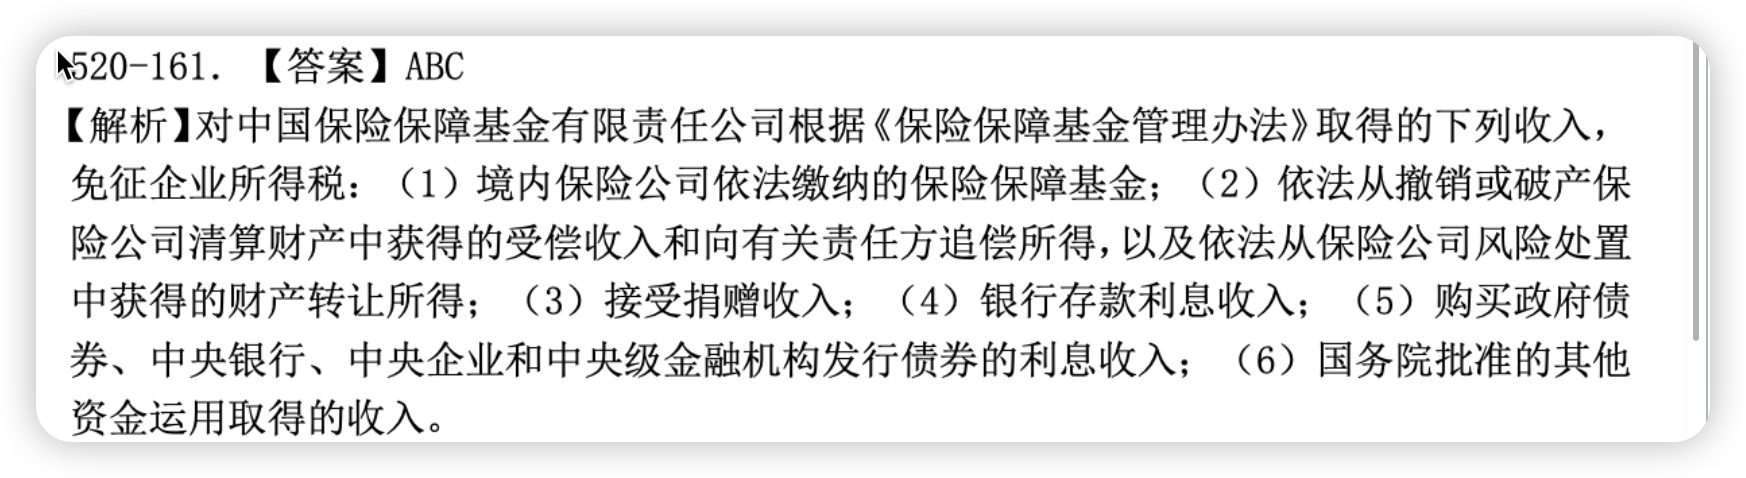 520-161. 【答案】ABC
【解析】对中国保险保障基金有限责任公司根据《保险保障基金管理办法》取得的下列收入，
免征企业所得税：（1）境内保险公司依法缴纳的保险保障基金；（2）依法从撤销或破产保
险公司清算财产中获得的受偿收入和向有关责任方追偿所得，以及依法从保险公司风险处置
中获得的财产转让所得；（3）接受捐赠收入；（4）银行存款利息收入；（5）购买政府债
券、中央银行、中央企业和中央级金融机构发行债券的利息收入；（6）国务院批准的其他
资金运用取得的收入。